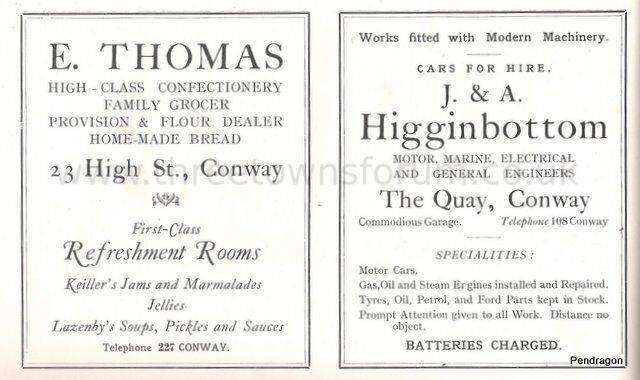 E. THOMAS
HIGH-CLASS CONFECTIONERY
FAMILY GROCER
PROVISION & FLOUR DEALER
HOME-MADE BREAD
23 High St., Conway
First-Class
Refreshment Rooms
Keiller's Jams and Marmalades
Jellies
Lazenby's Soups, Pickles and Sauces
Telephone 227 CONWAY.
Works fitted with Modern Machinery.
CARS FOR HIRE.
J. & A.
Higginbottom
MOTOR, MARINE, ELECTRICAL
AND GENERAL ENGINEERS
The Quay, Conway
Commodious Garage. Telephone 108 Conway
SPECIALITIES:
Motor Cars.
Gas, Oil and Steam Engines installed and Repaired.
Tyres, Oil, Petrol, and Ford Parts kept in Stock.
Prompt Attention given to all Work. Distance no
object.
BATTERIES CHARGED.
www.threetownsforum.co.uk
Pendragon